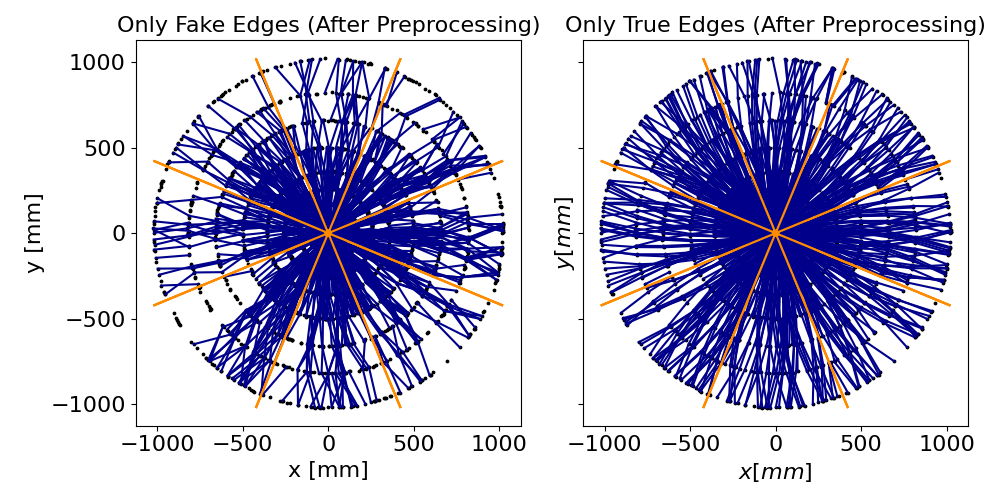 Only Fake Edges (After Preprocessing)
Only True Edges (After Preprocessing)
1000
500
0
−500
−1000
y [mm]
y[mm]
−1000 −500 0 500 1000
−1000 −500 0 500 1000
x [mm]
x[mm]